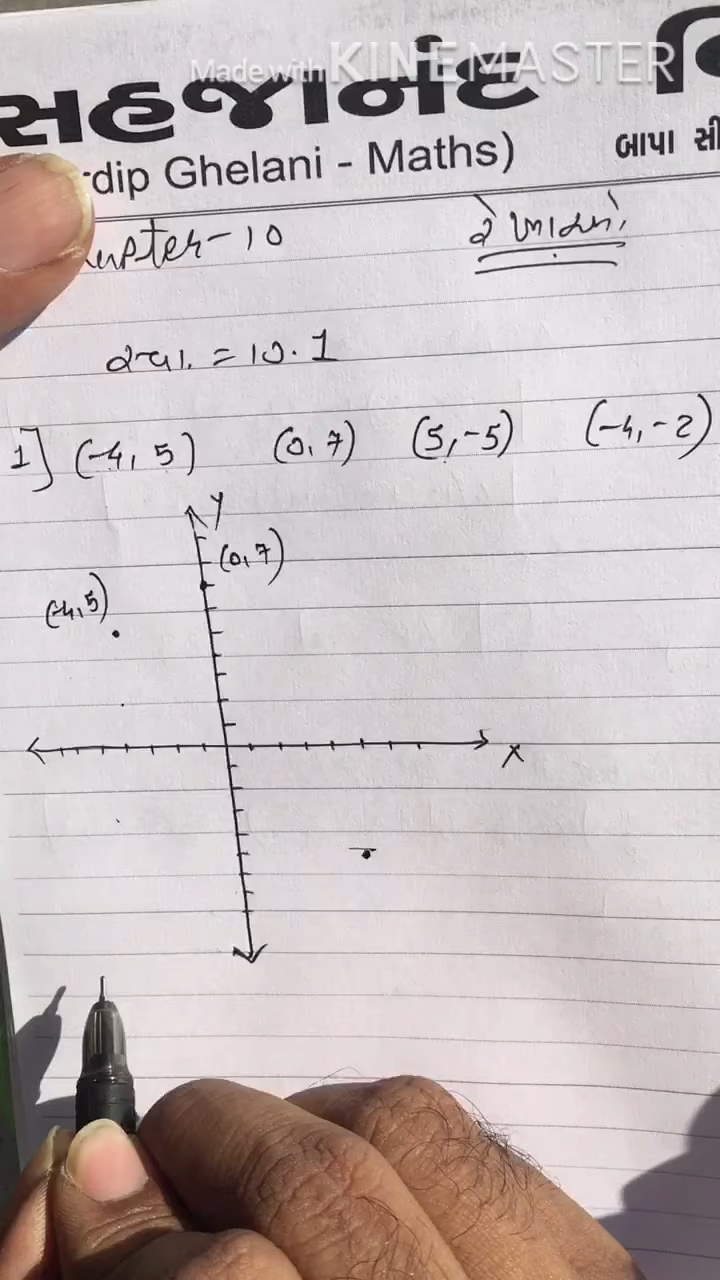 Made with KINEMASTER
સહજાનંદ વિ
dip Ghelani - Maths)
બાપા સી
apter-10
રેખાઓ
સ્વા. = 10.1
1] (-4, 5) (0, 7) (5, -5) (-4, -2)
Y
(0, 7)
(-4, 5)
X